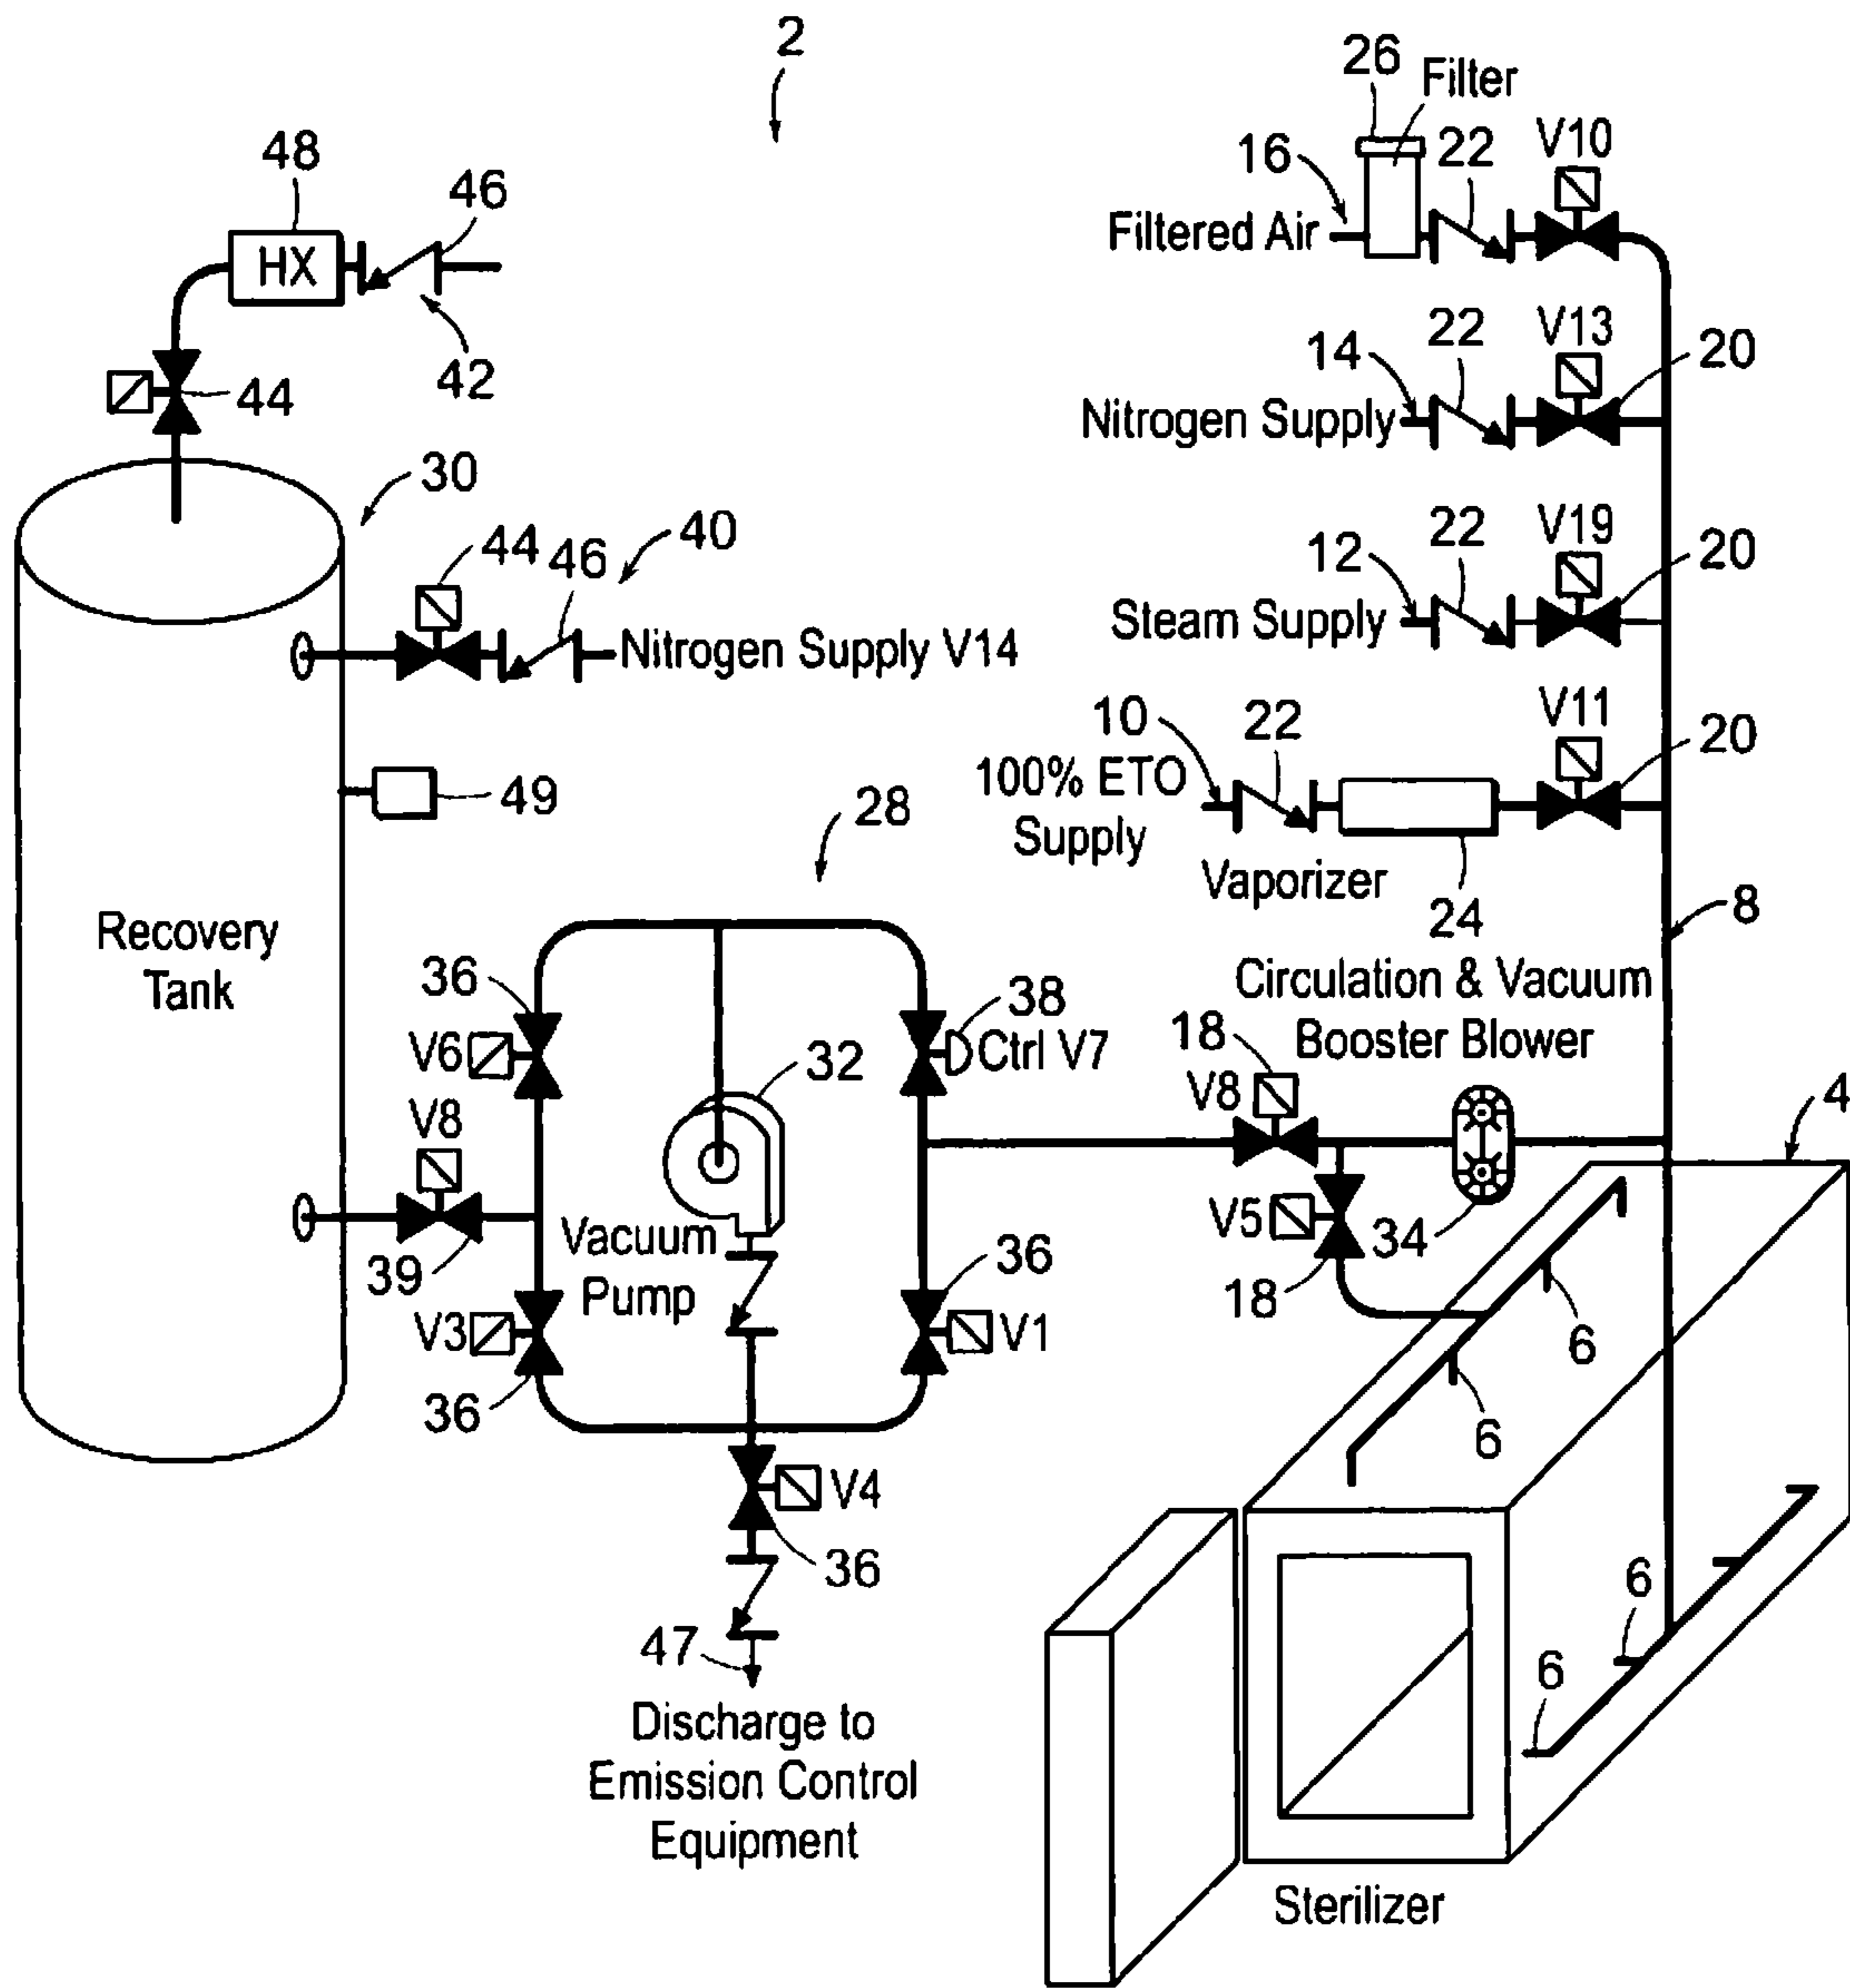 2
26
Filter
16
22
V10
Filtered Air
48
46
HX
42
44
14
22
V13
20
Nitrogen Supply
30
44
46
40
Nitrogen Supply V14
12
22
V19
20
Steam Supply
49
10
22
V11
20
100% ETO
Supply
Vaporizer
24
8
28
Recovery
Tank
36
V6
38
Ctrl V7
32
Circulation & Vacuum
Booster Blower
18
V8
4
V8
39
Vacuum
Pump
V5
34
18
36
V3
V1
36
6
6
V4
36
6
6
47
Discharge to
Emission Control
Equipment
Sterilizer